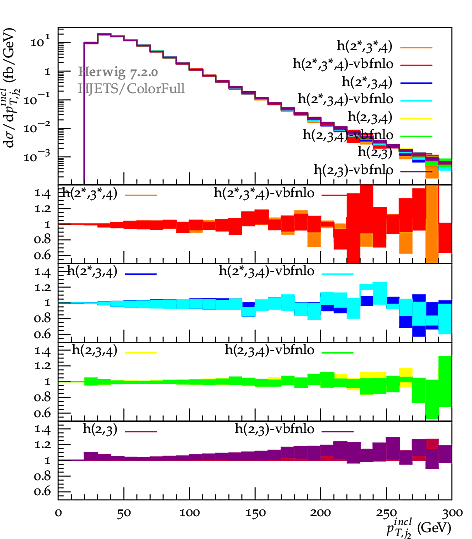 dσ/dp_{T,j_2}^{incl} (fb/GeV)
10^1
1
10^{-1}
10^{-2}
10^{-3}
Herwig 7.2.0
HJETS/ColorFull
h(2*,3*,4)
h(2*,3*,4)-vbfnlo
h(2*,3,4)
h(2*,3,4)-vbfnlo
h(2,3,4)
h(2,3,4)-vbfnlo
h(2,3)
h(2,3)-vbfnlo
h(2*,3*,4) h(2*,3*,4)-vbfnlo
1.4
1.2
1
0.8
0.6
h(2*,3,4) h(2*,3,4)-vbfnlo
1.4
1.2
1
0.8
0.6
h(2,3,4) h(2,3,4)-vbfnlo
1.4
1.2
1
0.8
0.6
h(2,3) h(2,3)-vbfnlo
1.4
1.2
1
0.8
0.6
0 50 100 150 200 250 300
p_{T,j_2}^{incl} (GeV)